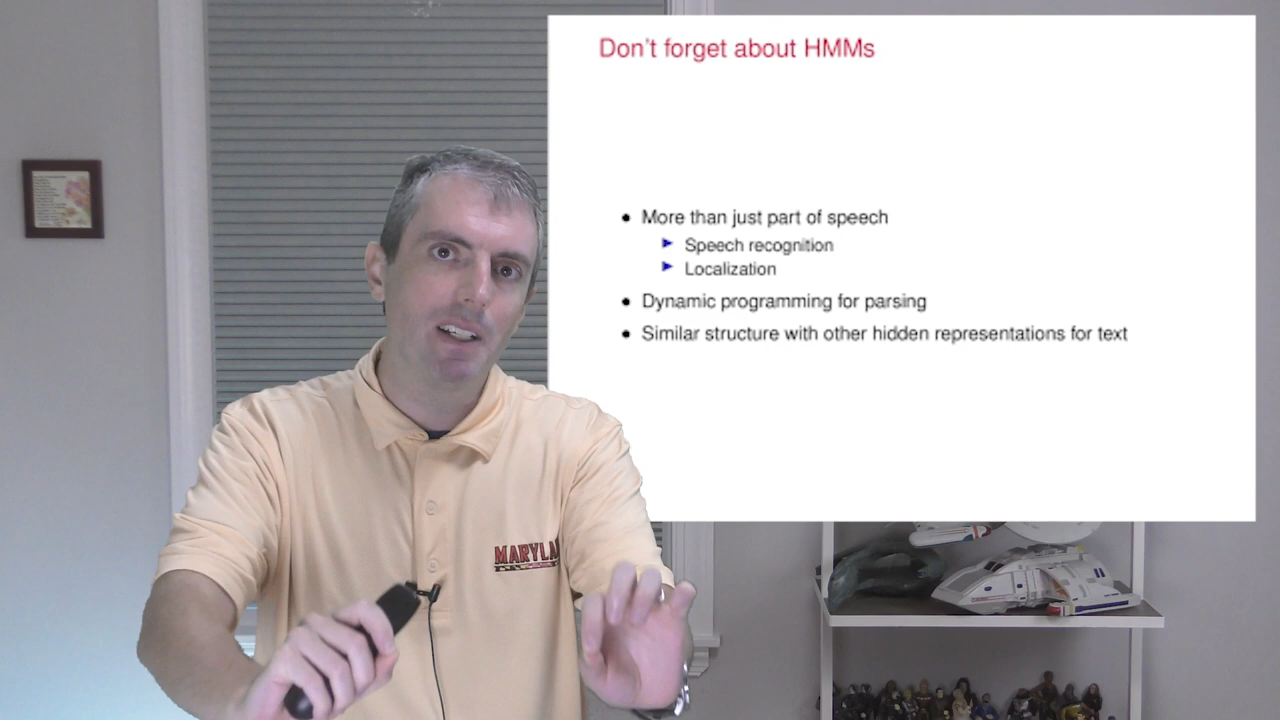 Don't forget about HMMs
More than just part of speech
Speech recognition
Localization
Dynamic programming for parsing
Similar structure with other hidden representations for text